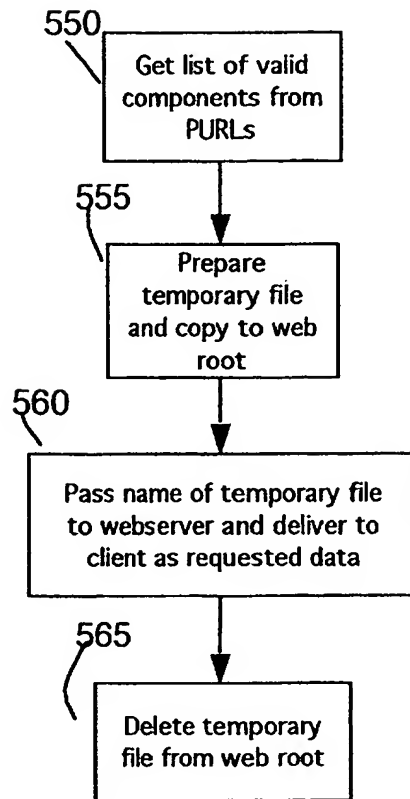 550
Get list of valid
components from
PURLs
555
Prepare
temporary file
and copy to web
root
560
Pass name of temporary file
to webserver and deliver to
client as requested data
565
Delete temporary
file from web root